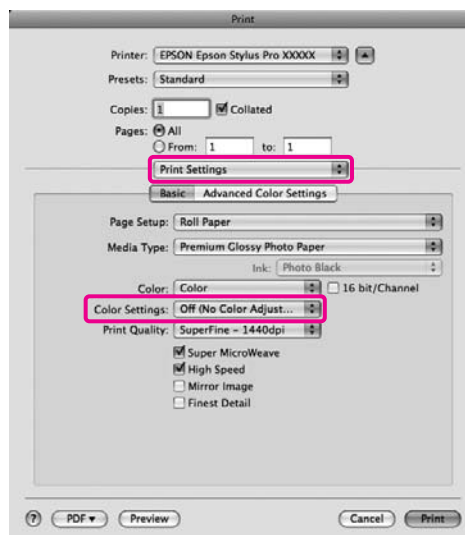 Print
Printer: EPSON Epson Stylus Pro XXXXX
Presets: Standard
Copies: 1 Collated
Pages: All
From: 1 to: 1
Print Settings
Basic Advanced Color Settings
Page Setup: Roll Paper
Media Type: Premium Glossy Photo Paper
Ink: Photo Black
Color: Color 16 bit/Channel
Color Settings: Off (No Color Adjust...
Print Quality: SuperFine - 1440dpi
Super MicroWeave
High Speed
Mirror Image
Finest Detail
? PDF Preview Cancel Print